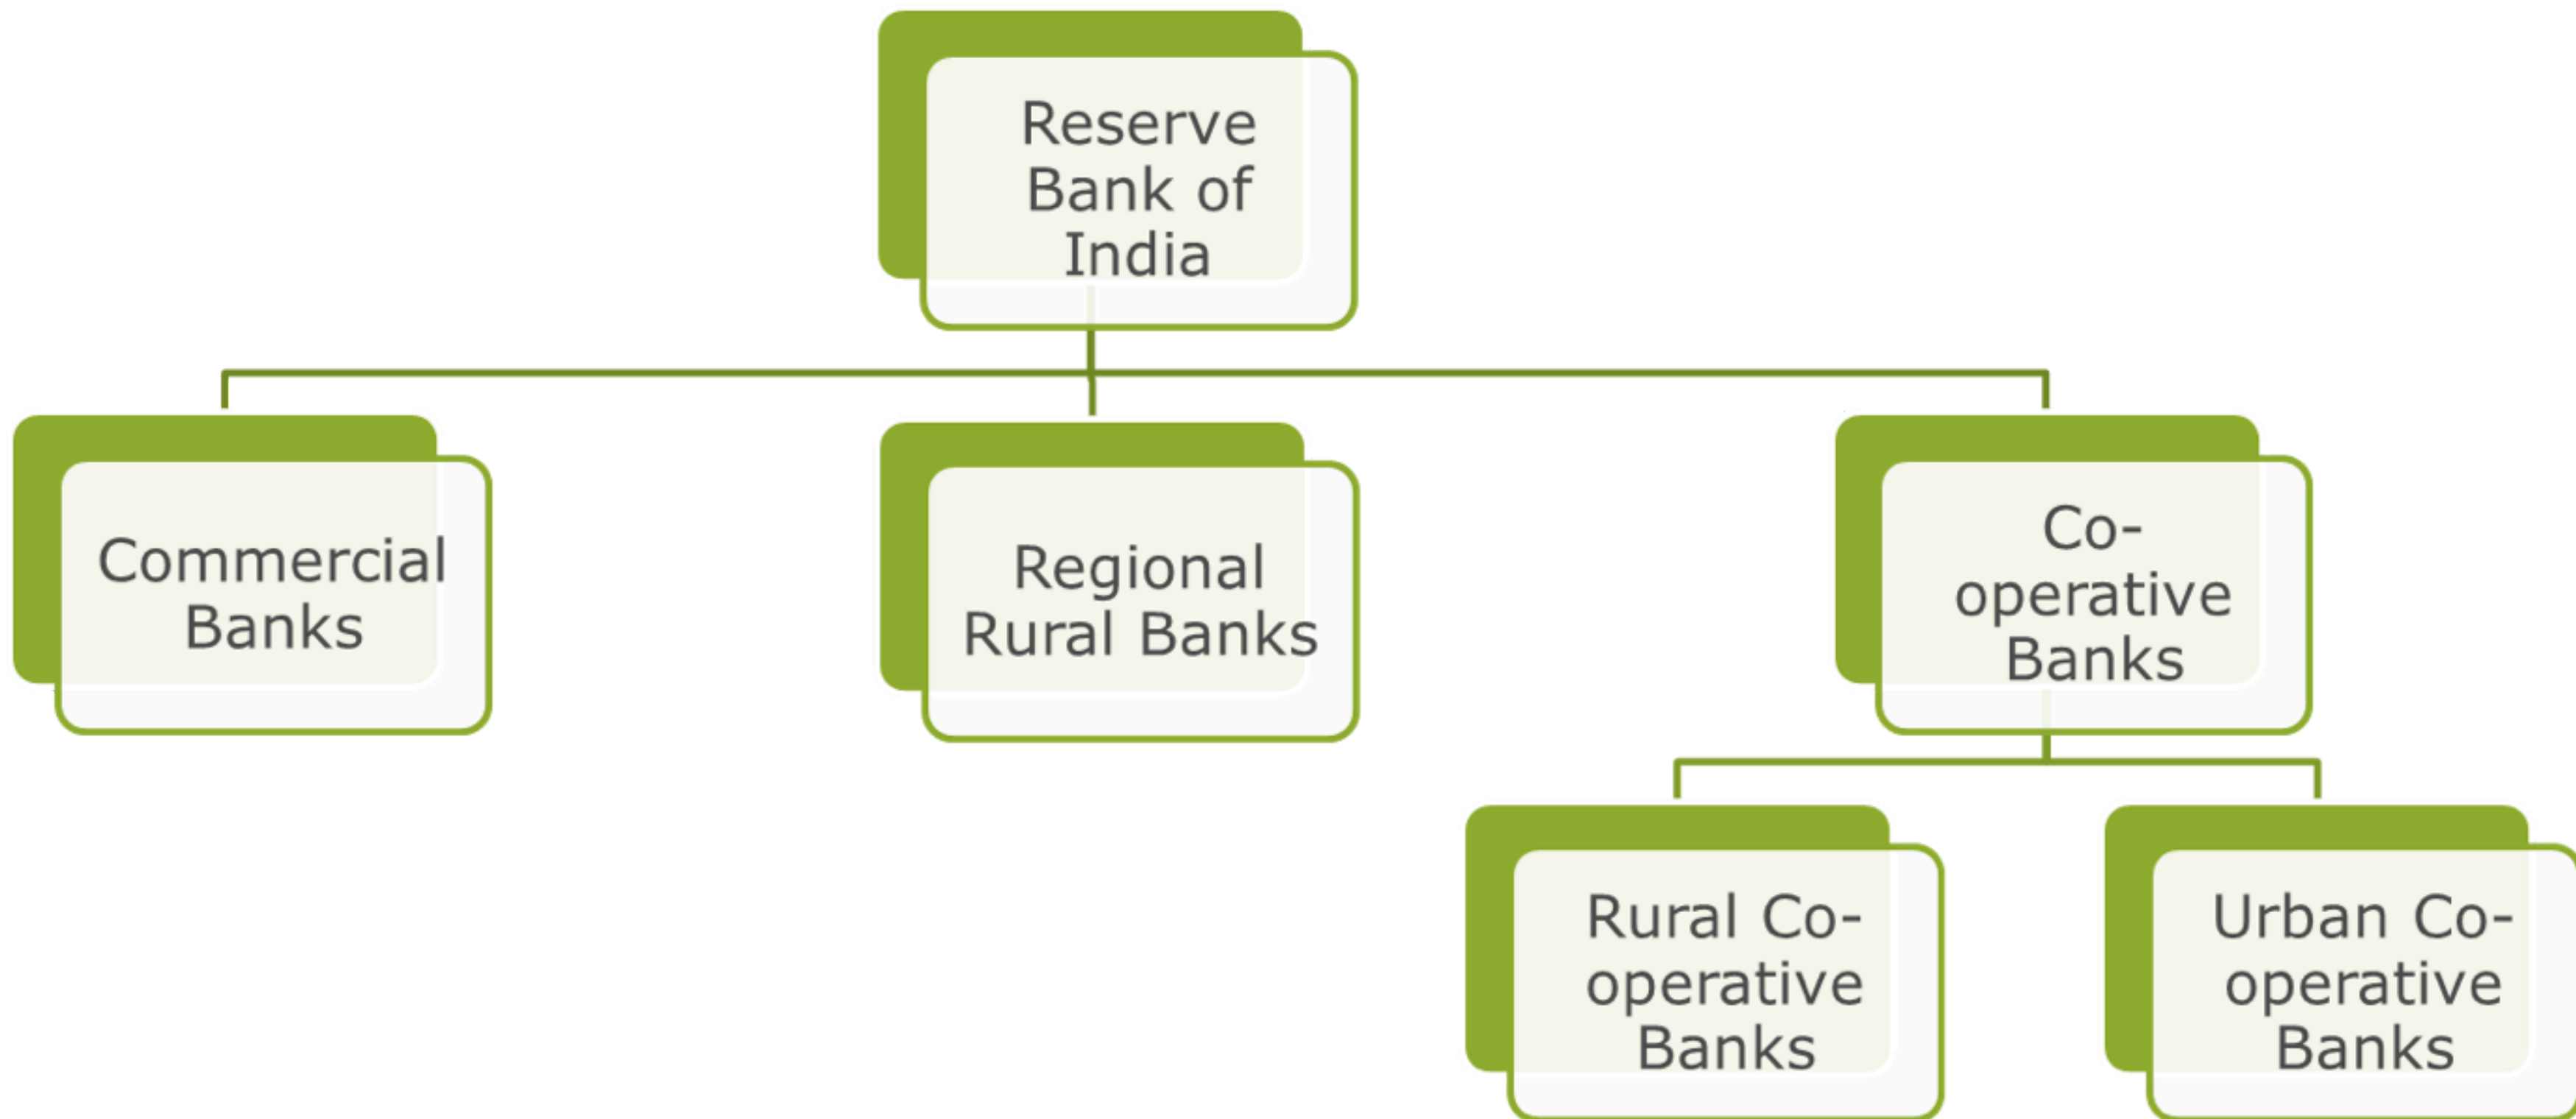 Reserve
Bank of
India
Commercial
Banks
Regional
Rural Banks
Co-
operative
Banks
Rural Co-
operative
Banks
Urban Co-
operative
Banks